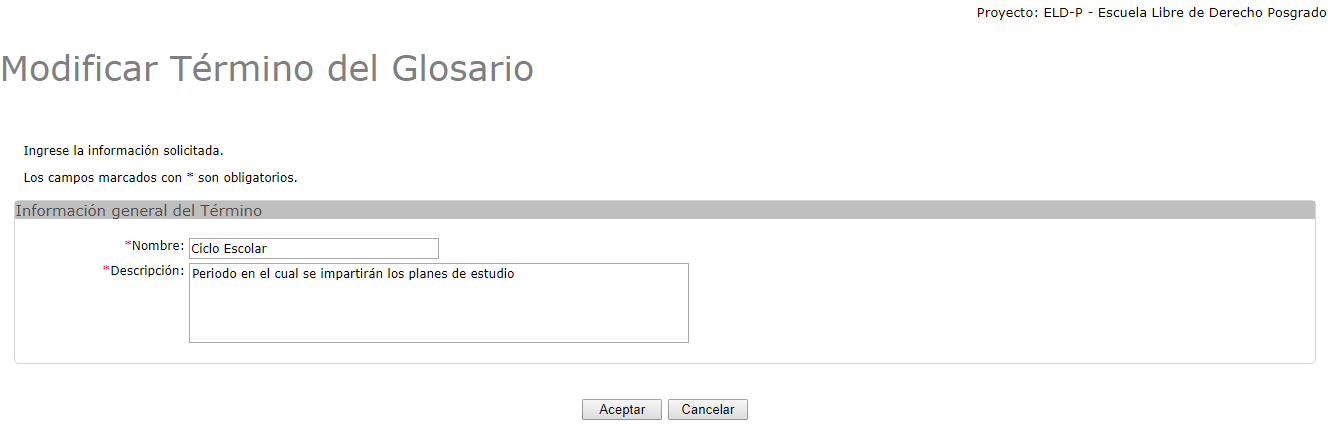 Proyecto: ELD-P - Escuela Libre de Derecho Posgrado
Modificar Término del Glosario
Ingrese la información solicitada.
Los campos marcados con * son obligatorios.
Información general del Término
*Nombre: Ciclo Escolar
*Descripción: Periodo en el cual se impartirán los planes de estudio
Aceptar Cancelar